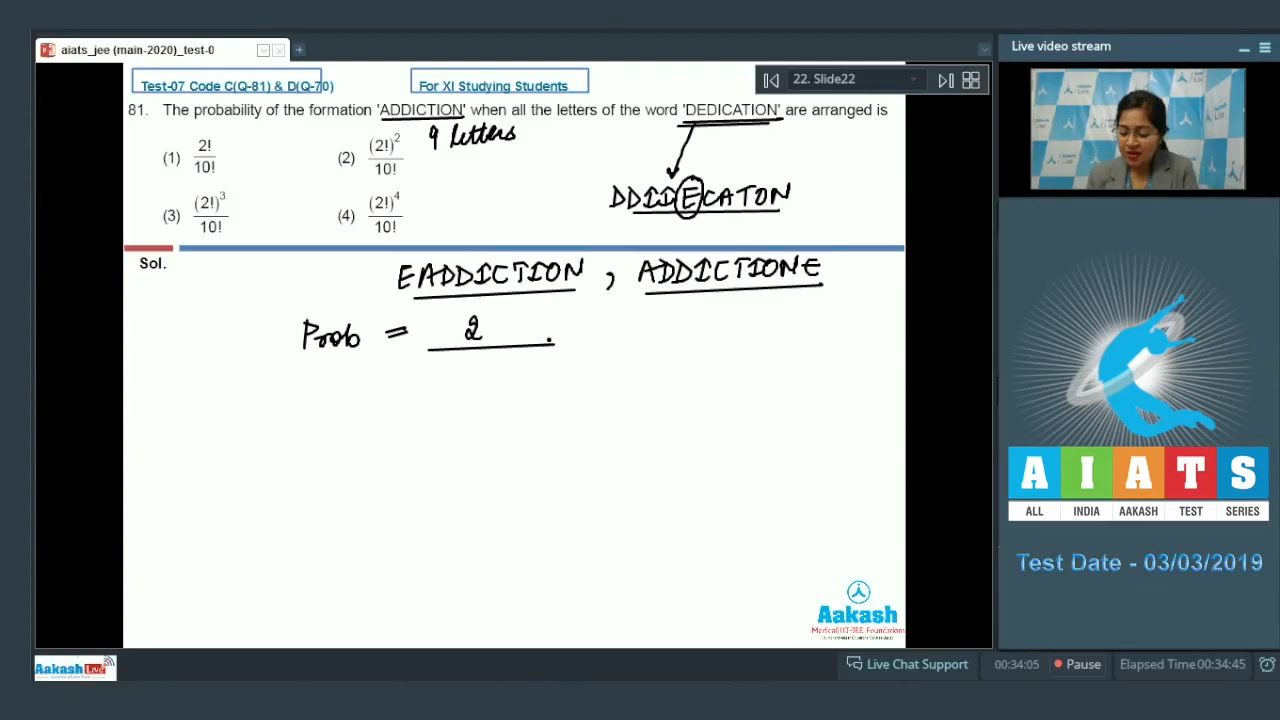 aiats_jee (main-2020)_test-0
Live video stream
Test-07 Code C(Q-81) & D(Q-70)
For XI Studying Students
22. Slide22
81. The probability of the formation 'ADDICTION' when all the letters of the word 'DEDICATION' are arranged is
9 letters
(1) 2!/10!
(2) (2!)^2/10!
(3) (2!)^3/10!
(4) (2!)^4/10!
DDIIECATON
Sol.
EADDICTION , ADDICTIONE
Prob = 2
AIATS
ALL INDIA AAKASH TEST SERIES
Test Date - 03/03/2019
Aakash
Medical|IIT-JEE|Foundations
Aakash Live
Live Chat Support
00:34:05
Pause
Elapsed Time 00:34:45